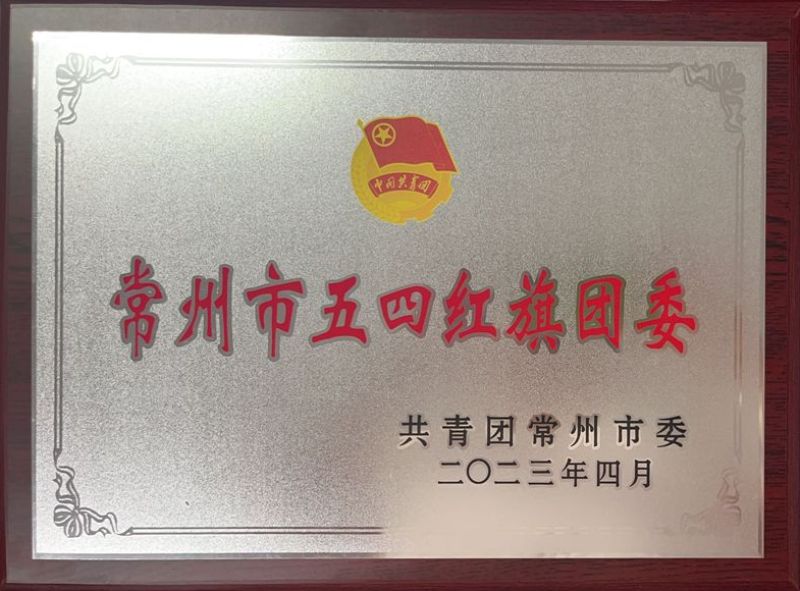 中国共青团
常州市五四红旗团委
共青团常州市委
二〇二三年四月